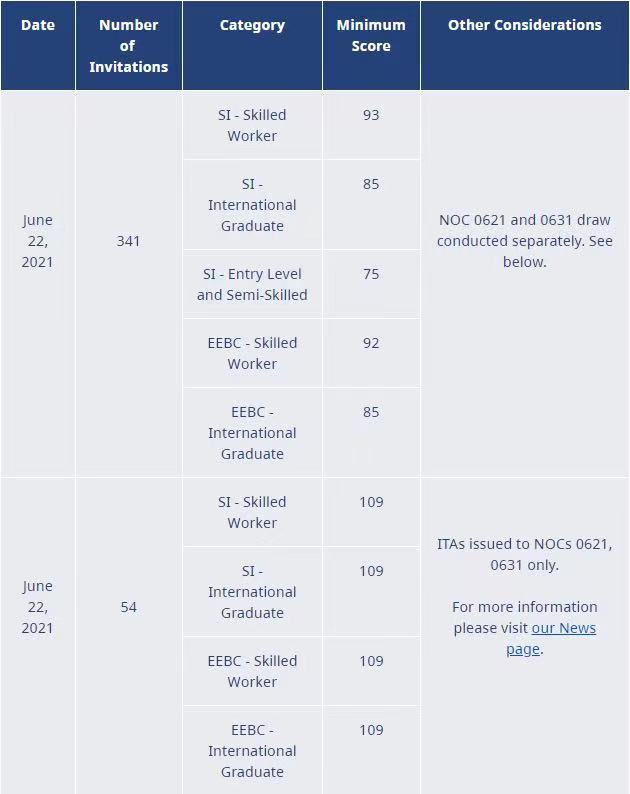 Date
Number
of
Invitations
Category
Minimum
Score
Other Considerations
June
22,
2021
341
SI - Skilled
Worker
93
SI -
International
Graduate
85
SI - Entry Level
and Semi-Skilled
75
EEBC - Skilled
Worker
92
EEBC -
International
Graduate
85
NOC 0621 and 0631 draw
conducted separately. See
below.
June
22,
2021
54
SI - Skilled
Worker
109
SI -
International
Graduate
109
EEBC - Skilled
Worker
109
EEBC -
International
Graduate
109
ITAs issued to NOCs 0621,
0631 only.
For more information
please visit our News
page.